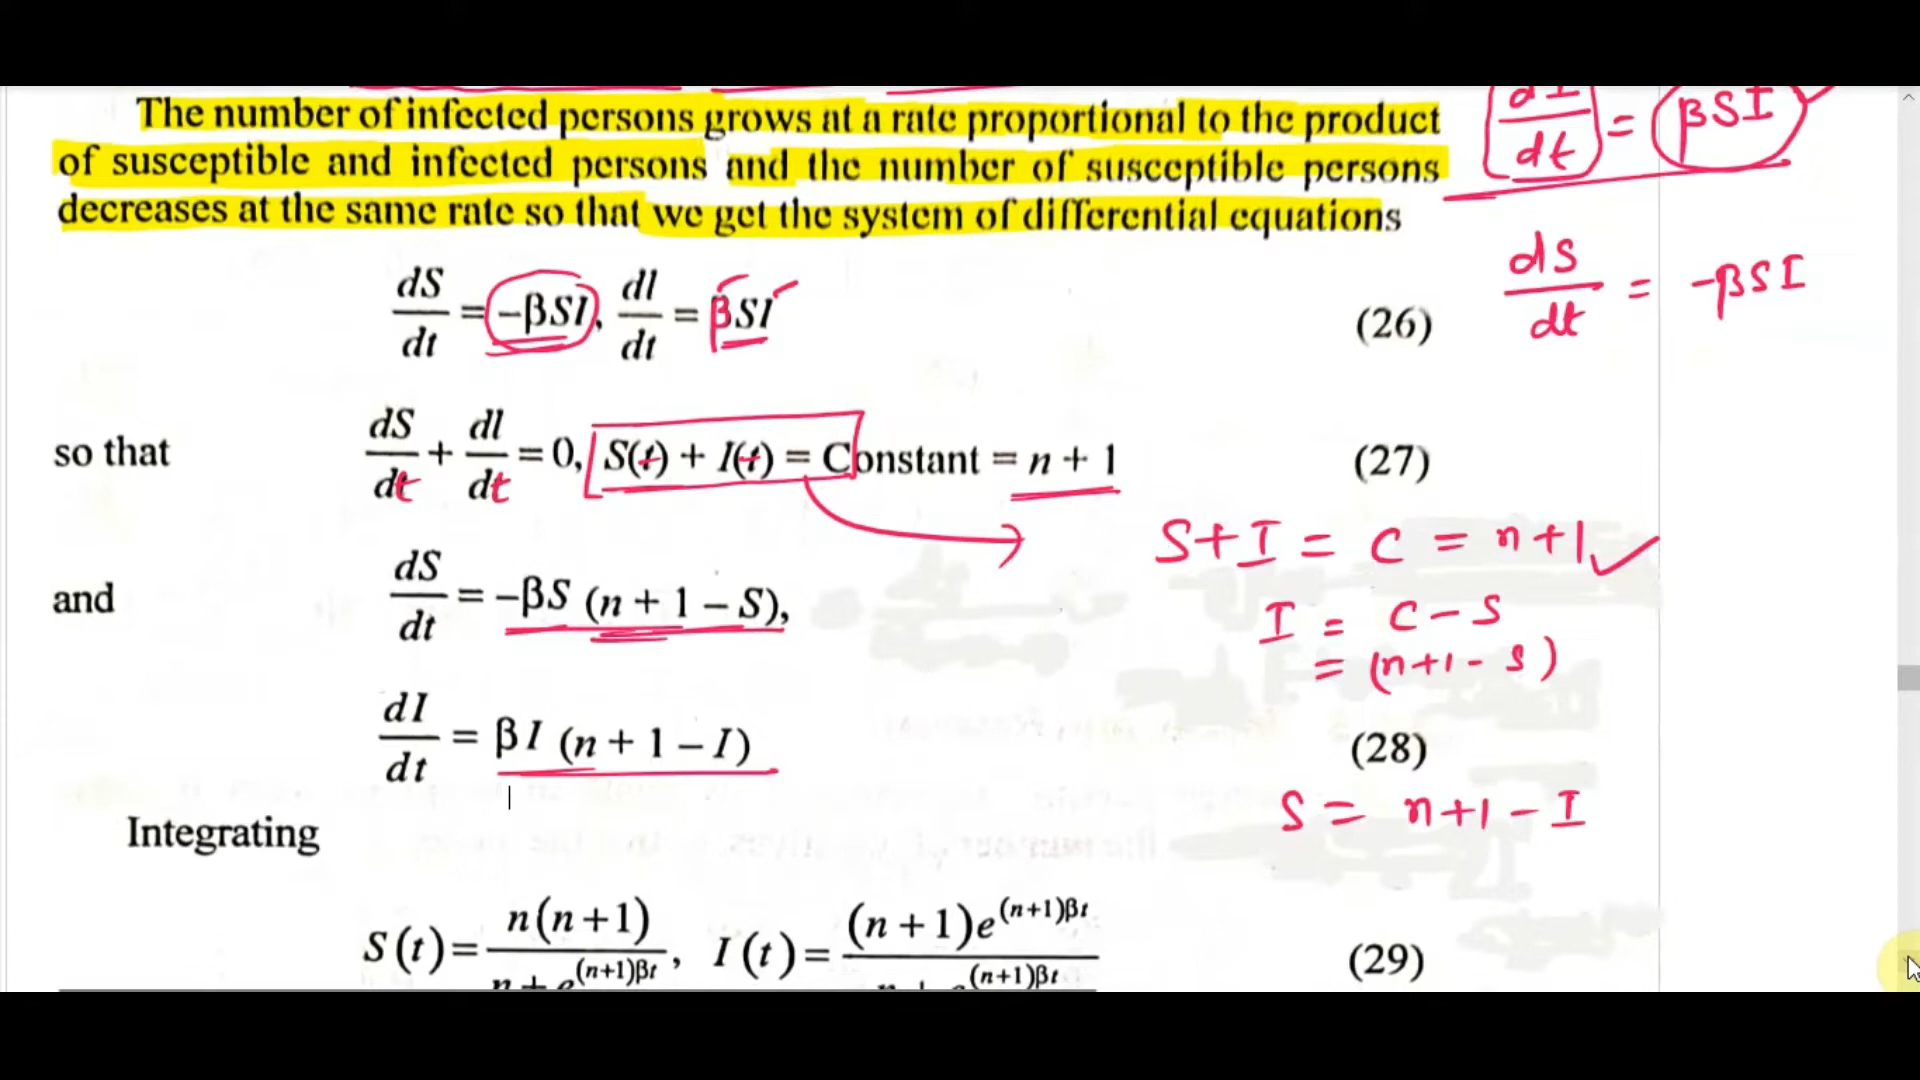 The number of infected persons grows at a rate proportional to the product
of susceptible and infected persons and the number of susceptible persons
decreases at the same rate so that we get the system of differential equations
dI/dt = βSI
dS/dt = -βSI, dI/dt = βSI (26)
ds/dt = -βSI
so that dS/dt + dI/dt = 0, S(t) + I(t) = Constant = n + 1 (27)
S+I = C = n+1
and dS/dt = -βS (n + 1 – S),
I = C - S
= (n+1 - S)
dI/dt = βI (n + 1 – I) (28)
S = n+1 - I
Integrating
S(t) = n(n+1)/(n + e^(n+1)βt), I(t) = (n+1)e^(n+1)βt/(n + e^(n+1)βt) (29)